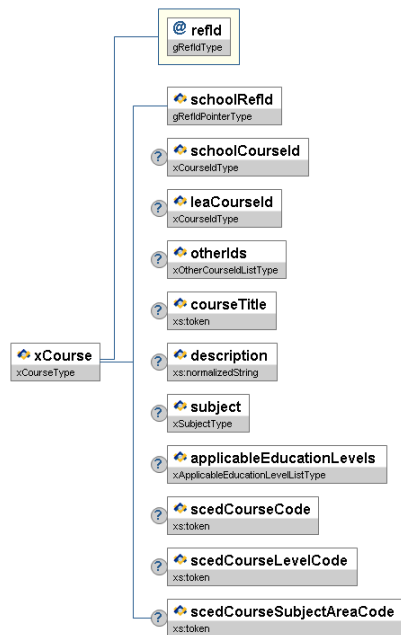 @ refId
gRefIdType
schoolRefId
gRefIdPointerType
? schoolCourseId
xCourseIdType
? leaCourseId
xCourseIdType
? otherIds
xOtherCourseIdListType
? courseTitle
xs:token
xCourse
xCourseType
? description
xs:normalizedString
? subject
xSubjectType
? applicableEducationLevels
xApplicableEducationLevelListType
? scedCourseCode
xs:token
? scedCourseLevelCode
xs:token
? scedCourseSubjectAreaCode
xs:token